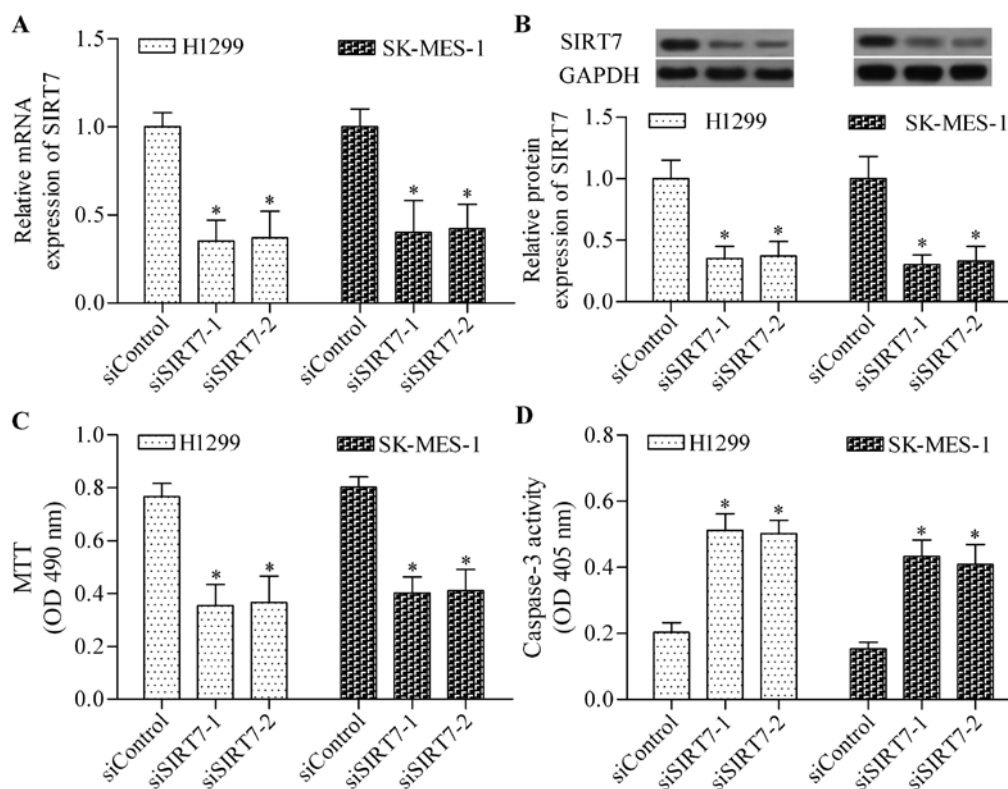 A
Relative mRNA
expression of SIRT7
1.5
1.0
0.5
0.0
H1299
SK-MES-1
*
*
*
*
siControl
siSIRT7-1
siSIRT7-2
siControl
siSIRT7-1
siSIRT7-2
B
SIRT7
GAPDH
Relative protein
expression of SIRT7
1.5
1.0
0.5
0.0
H1299
SK-MES-1
*
*
*
*
siControl
siSIRT7-1
siSIRT7-2
siControl
siSIRT7-1
siSIRT7-2
C
MTT
(OD 490 nm)
1.0
0.8
0.6
0.4
0.2
0.0
H1299
SK-MES-1
*
*
*
*
siControl
siSIRT7-1
siSIRT7-2
siControl
siSIRT7-1
siSIRT7-2
D
Caspase-3 activity
(OD 405 nm)
0.8
0.6
0.4
0.2
0.0
H1299
SK-MES-1
*
*
*
*
siControl
siSIRT7-1
siSIRT7-2
siControl
siSIRT7-1
siSIRT7-2